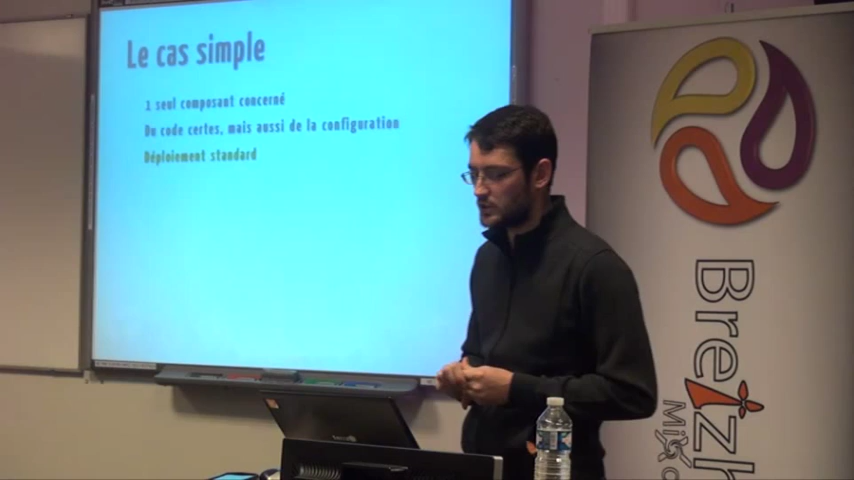 Le cas simple
1 seul composant concerné
Du code certes, mais aussi de la configuration
Déploiement standard
Breizh